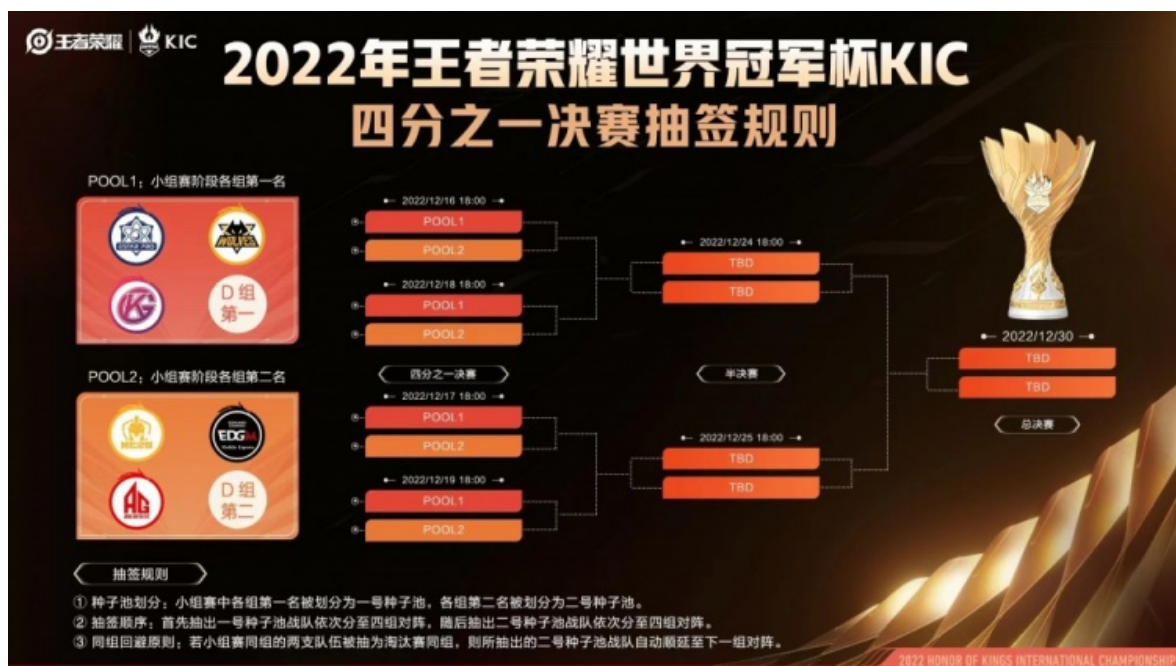 王者荣耀 KIC
2022年王者荣耀世界冠军杯KIC
四分之一决赛抽签规则
POOL1：小组赛阶段各组第一名
WOLVES
KG
D组
第一
POOL2：小组赛阶段各组第二名
EDG.M
AG
D组
第二
2022/12/16 18:00
POOL1
POOL2
2022/12/18 18:00
POOL1
POOL2
四分之一决赛
2022/12/17 18:00
POOL1
POOL2
2022/12/19 18:00
POOL1
POOL2
2022/12/24 18:00
TBD
TBD
半决赛
2022/12/25 18:00
TBD
TBD
2022/12/30
TBD
TBD
总决赛
抽签规则
① 种子池划分：小组赛中各组第一名被划分为一号种子池，各组第二名被划分为二号种子池。
② 抽签顺序：首先抽出一号种子池战队依次分至四组对阵，随后抽出二号种子池战队依次分至四组对阵。
③ 同组回避原则：若小组赛同组的两支队伍被抽为淘汰赛同组，则所抽出的二号种子池战队自动顺延至下一组对阵。
2022 HONOR OF KINGS INTERNATIONAL CHAMPIONSHIP